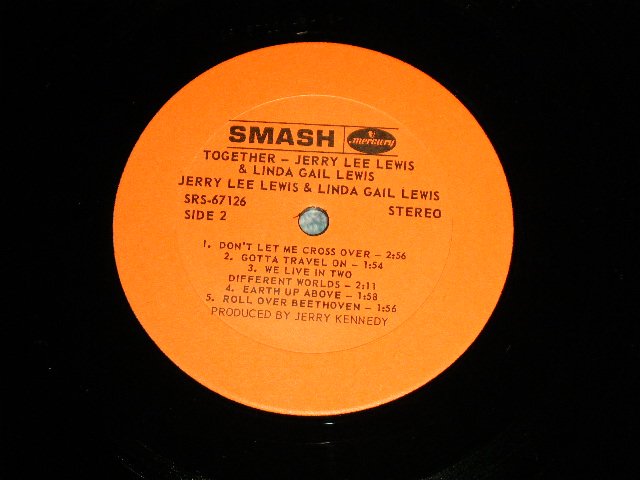 SMASH mercury
TOGETHER – JERRY LEE LEWIS
& LINDA GAIL LEWIS
JERRY LEE LEWIS & LINDA GAIL LEWIS
SRS-67126
SIDE 2
STEREO
1. DON'T LET ME CROSS OVER – 2:56
2. GOTTA TRAVEL ON – 1:54
3. WE LIVE IN TWO
DIFFERENT WORLDS – 2:11
4. EARTH UP ABOVE – 1:58
5. ROLL OVER BEETHOVEN – 1:56
PRODUCED BY JERRY KENNEDY